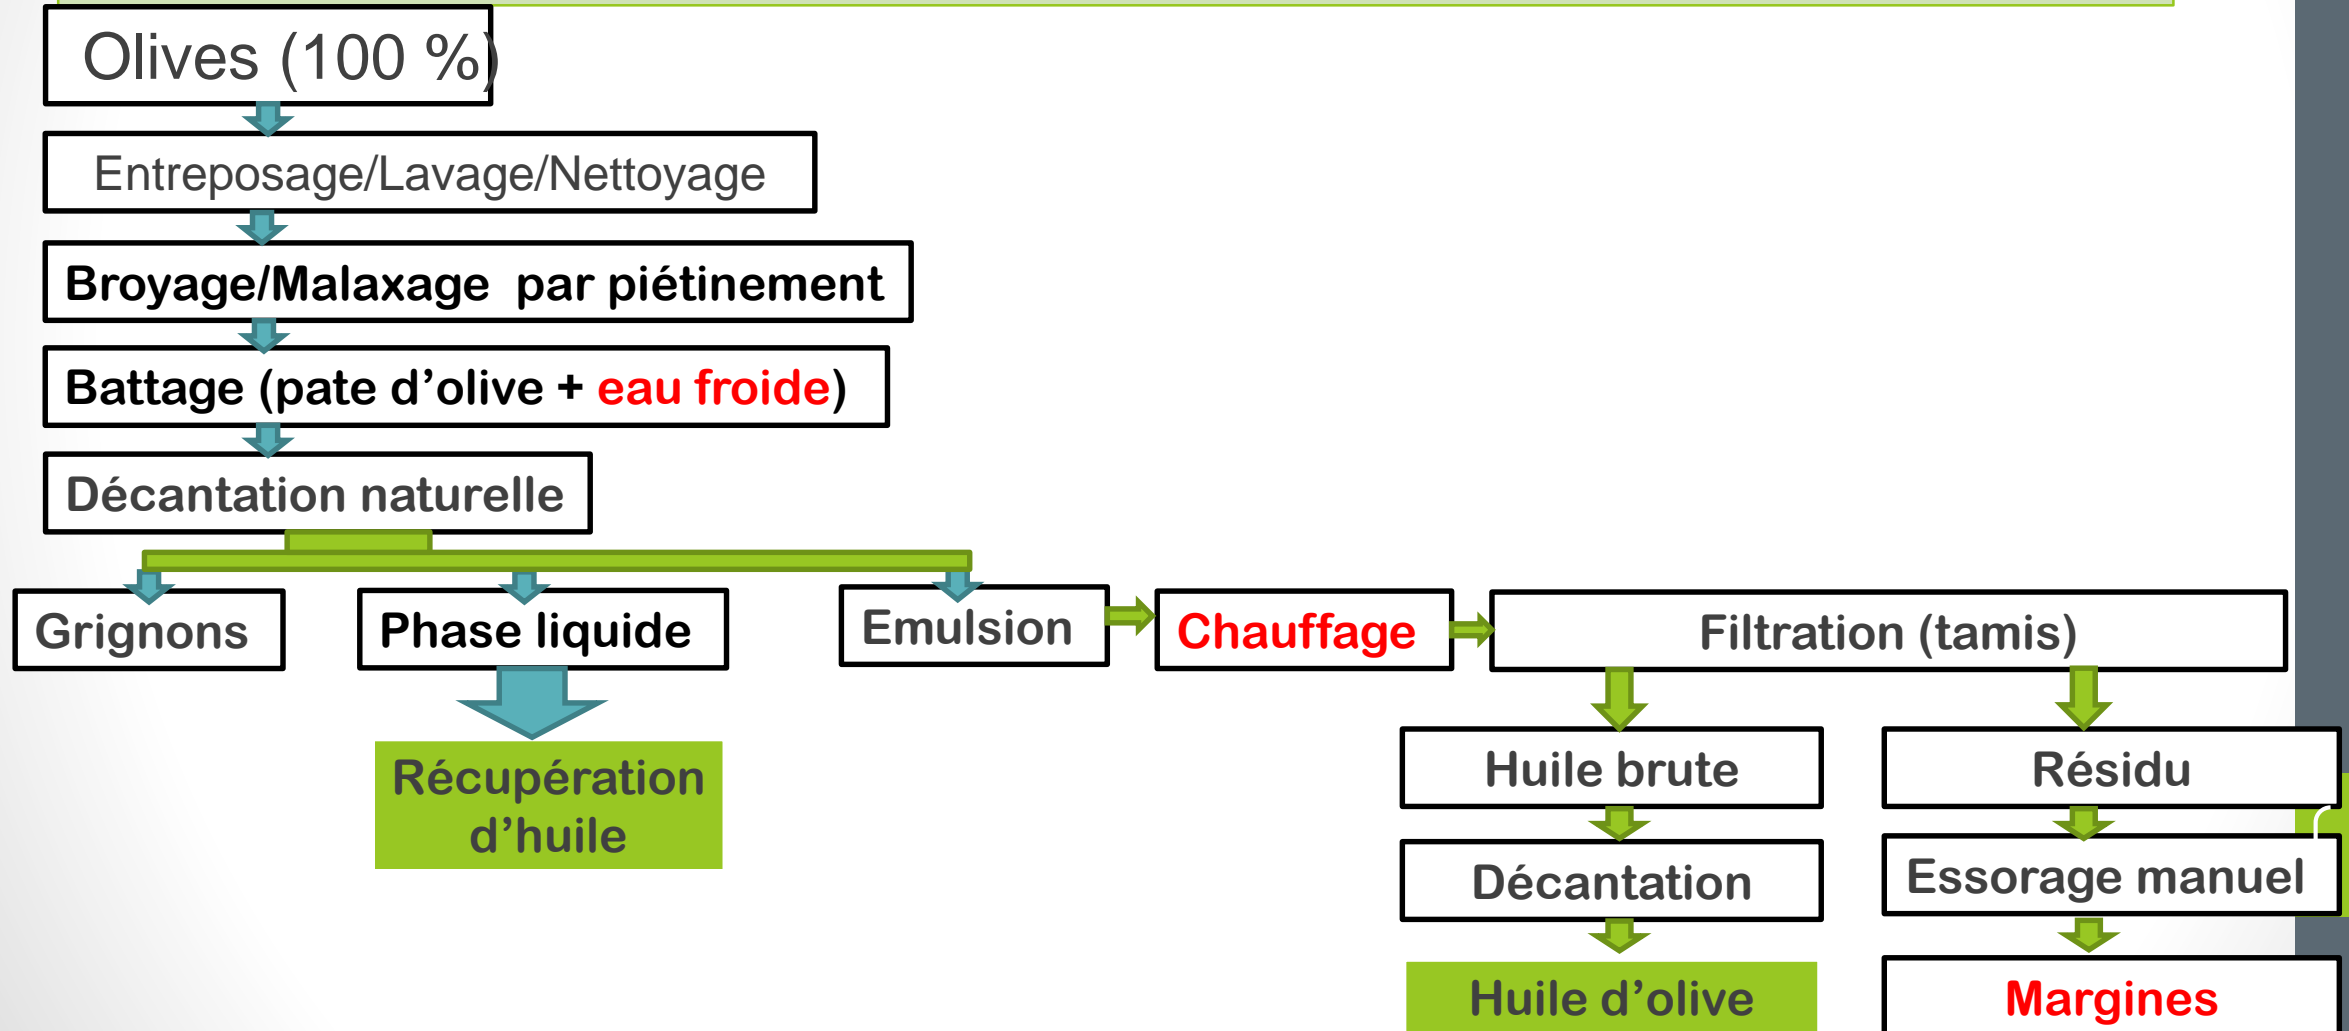 Olives (100 %)
Entreposage/Lavage/Nettoyage
Broyage/Malaxage par piétinement
Battage (pate d’olive + eau froide)
Décantation naturelle
Grignons
Phase liquide
Emulsion
Chauffage
Filtration (tamis)
Récupération
d’huile
Huile brute
Résidu
Décantation
Essorage manuel
Huile d’olive
Margines